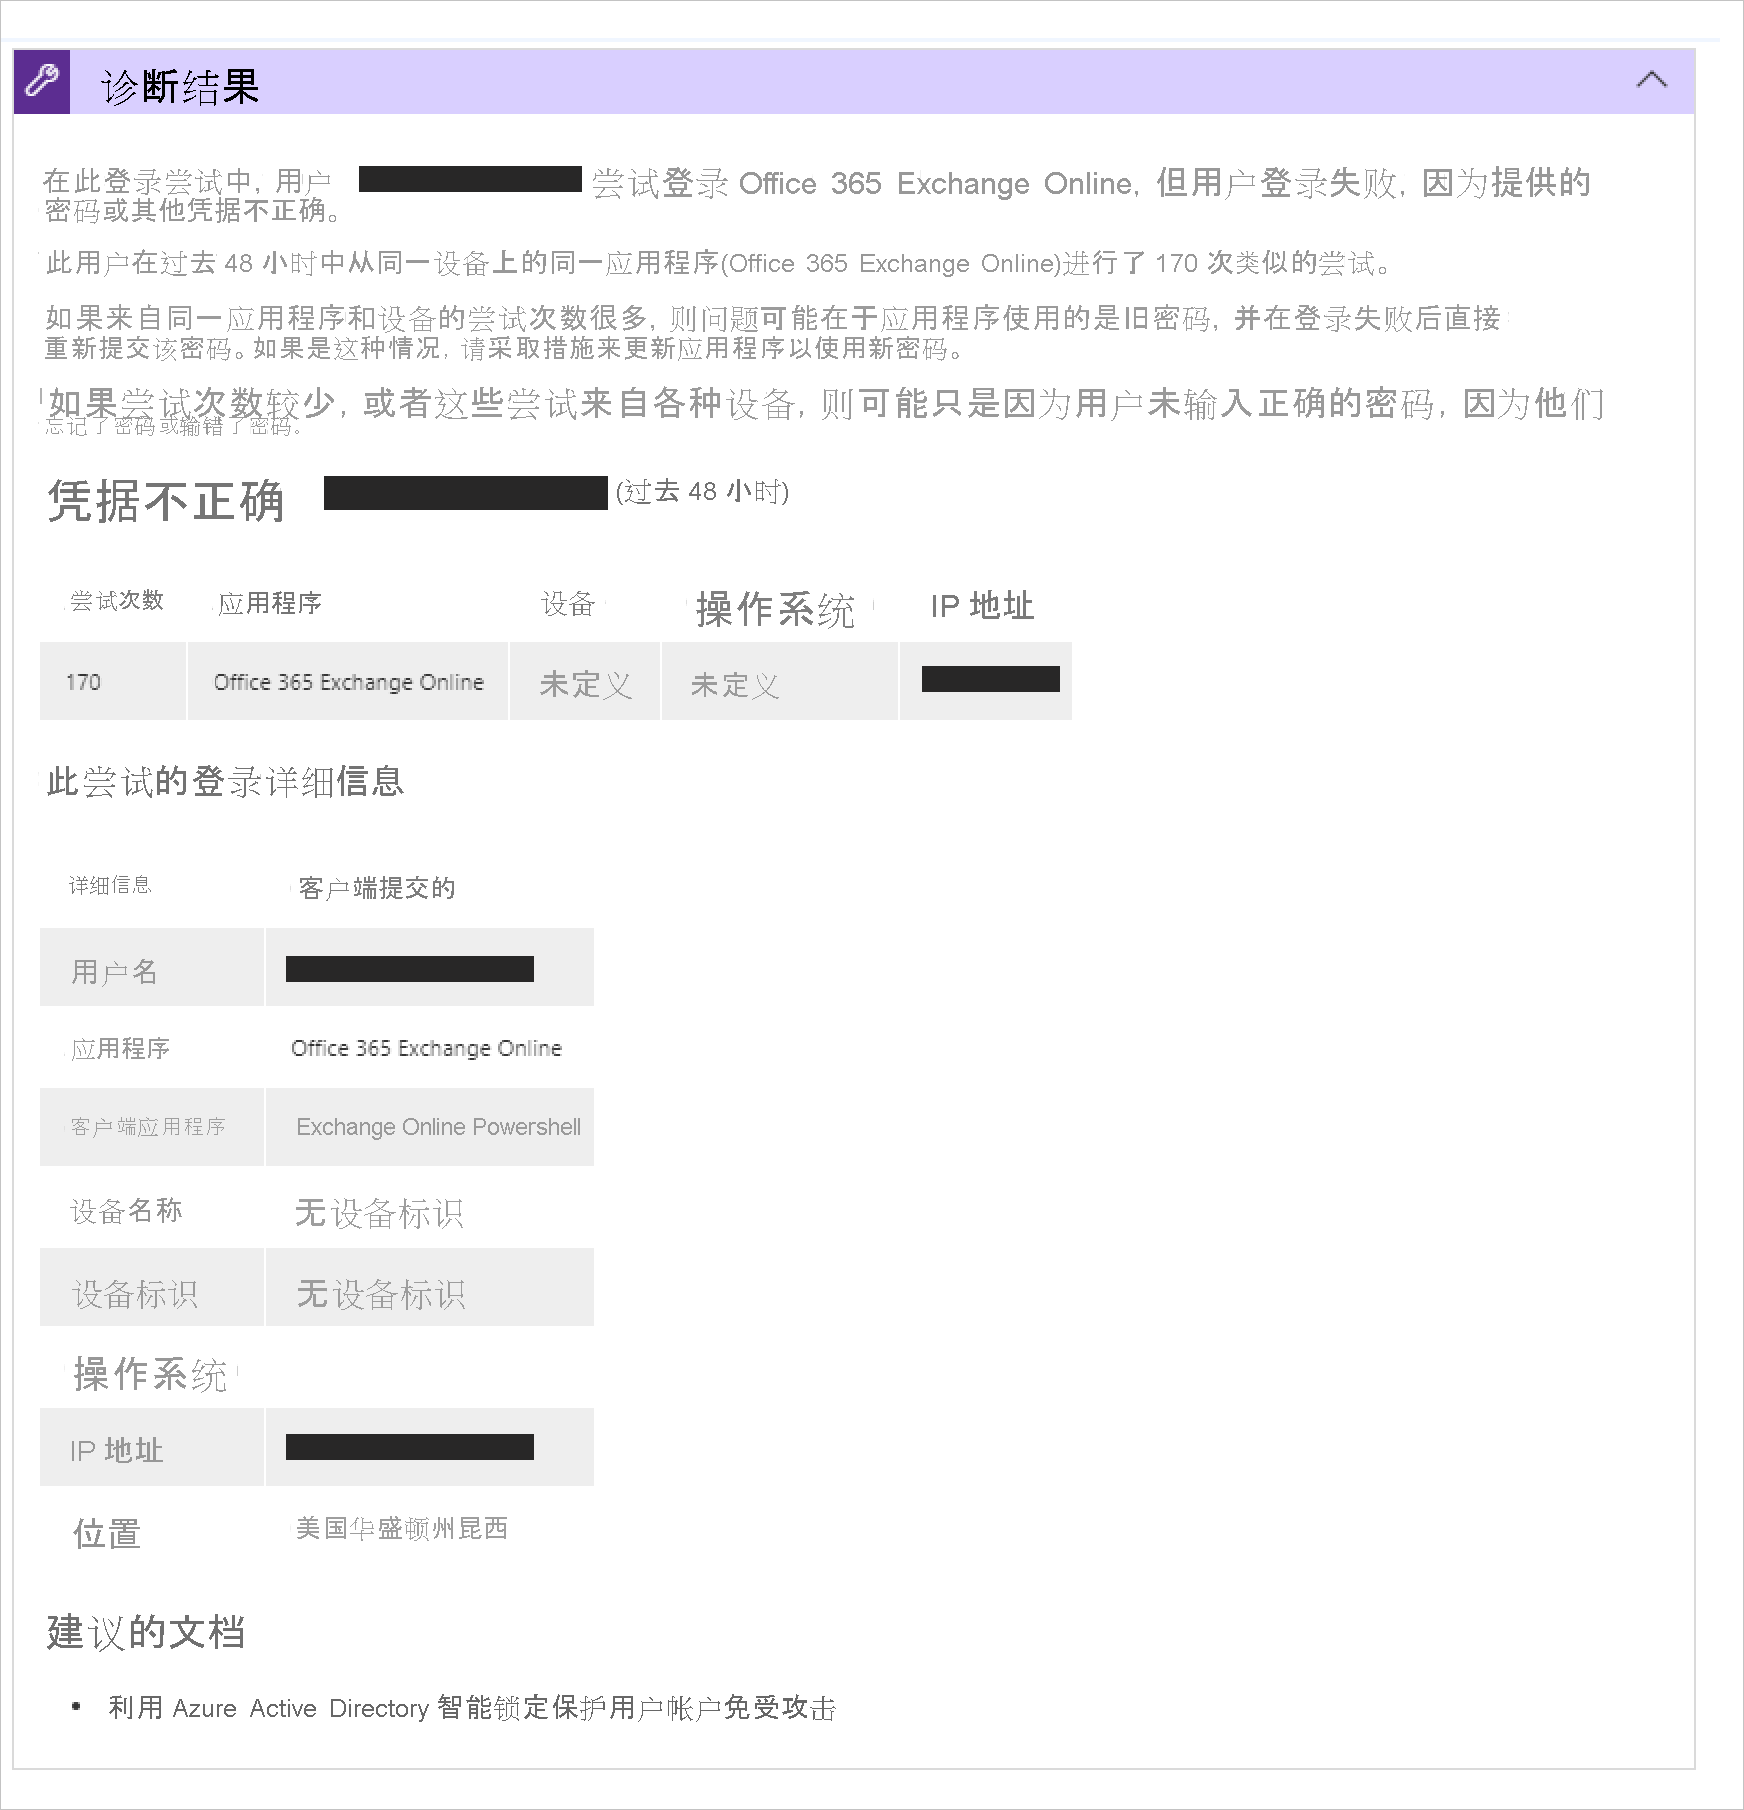 诊断结果
在此登录尝试中, 用户 尝试登录 Office 365 Exchange Online, 但用户登录失败, 因为提供的
密码或其他凭据不正确。
此用户在过去 48 小时中从同一设备上的同一应用程序(Office 365 Exchange Online)进行了 170 次类似的尝试。
如果来自同一应用程序和设备的尝试次数很多, 则问题可能在于应用程序使用的是旧密码, 并在登录失败后直接
重新提交该密码。如果是这种情况, 请采取措施来更新应用程序以使用新密码。
如果尝试次数较少, 或者这些尝试来自各种设备, 则可能只是因为用户未输入正确的密码, 因为他们
忘记了密码或输错了密码。
凭据不正确 (过去 48 小时)
尝试次数 应用程序 设备 操作系统 IP 地址
170 Office 365 Exchange Online 未定义 未定义
此尝试的登录详细信息
详细信息 客户端提交的
用户名
应用程序 Office 365 Exchange Online
客户端应用程序 Exchange Online Powershell
设备名称 无设备标识
设备标识 无设备标识
操作系统
IP 地址
位置 美国华盛顿州昆西
建议的文档
• 利用 Azure Active Directory 智能锁定保护用户帐户免受攻击